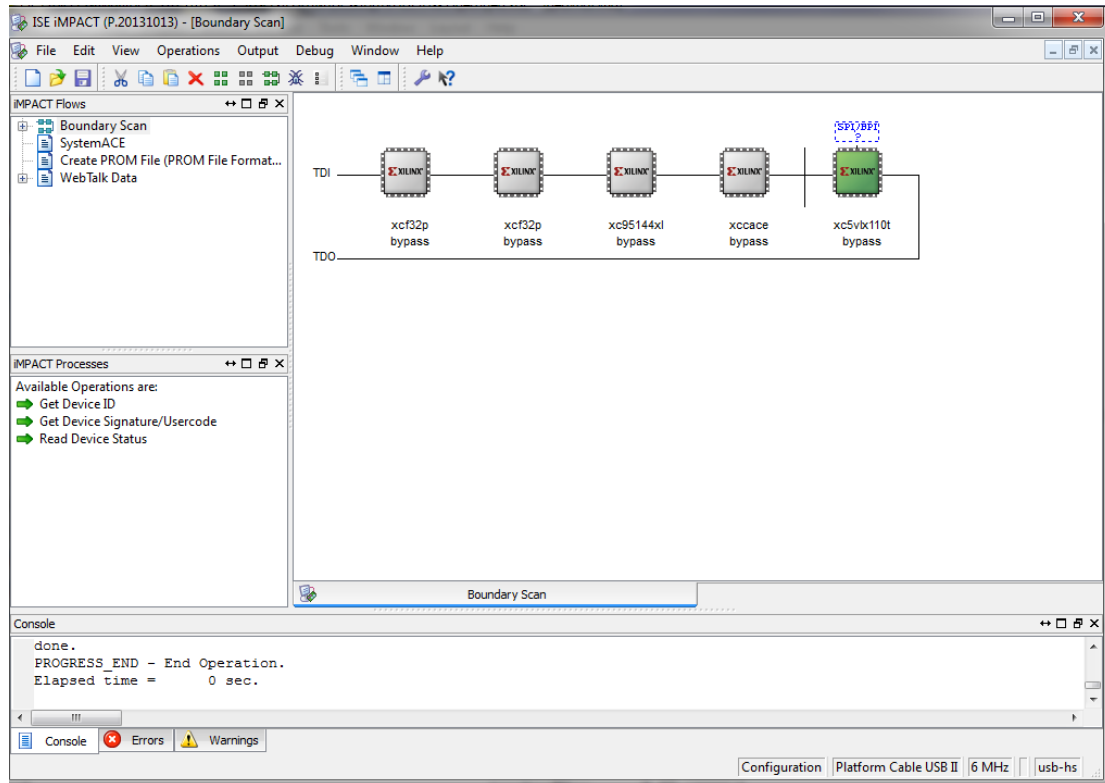 ISE iMPACT (P.20131013) - [Boundary Scan]
File Edit View Operations Output Debug Window Help
iMPACT Flows
Boundary Scan
SystemACE
Create PROM File (PROM File Format...
WebTalk Data
SPI/BPI
?
TDI
XILINX XILINX XILINX XILINX XILINX
xcf32p xcf32p xc95144xl xccace xc5vlx110t
bypass bypass bypass bypass bypass
TDO
iMPACT Processes
Available Operations are:
Get Device ID
Get Device Signature/Usercode
Read Device Status
Boundary Scan
Console
done.
PROGRESS_END - End Operation.
Elapsed time =      0 sec.
Console Errors Warnings
Configuration Platform Cable USB II 6 MHz usb-hs